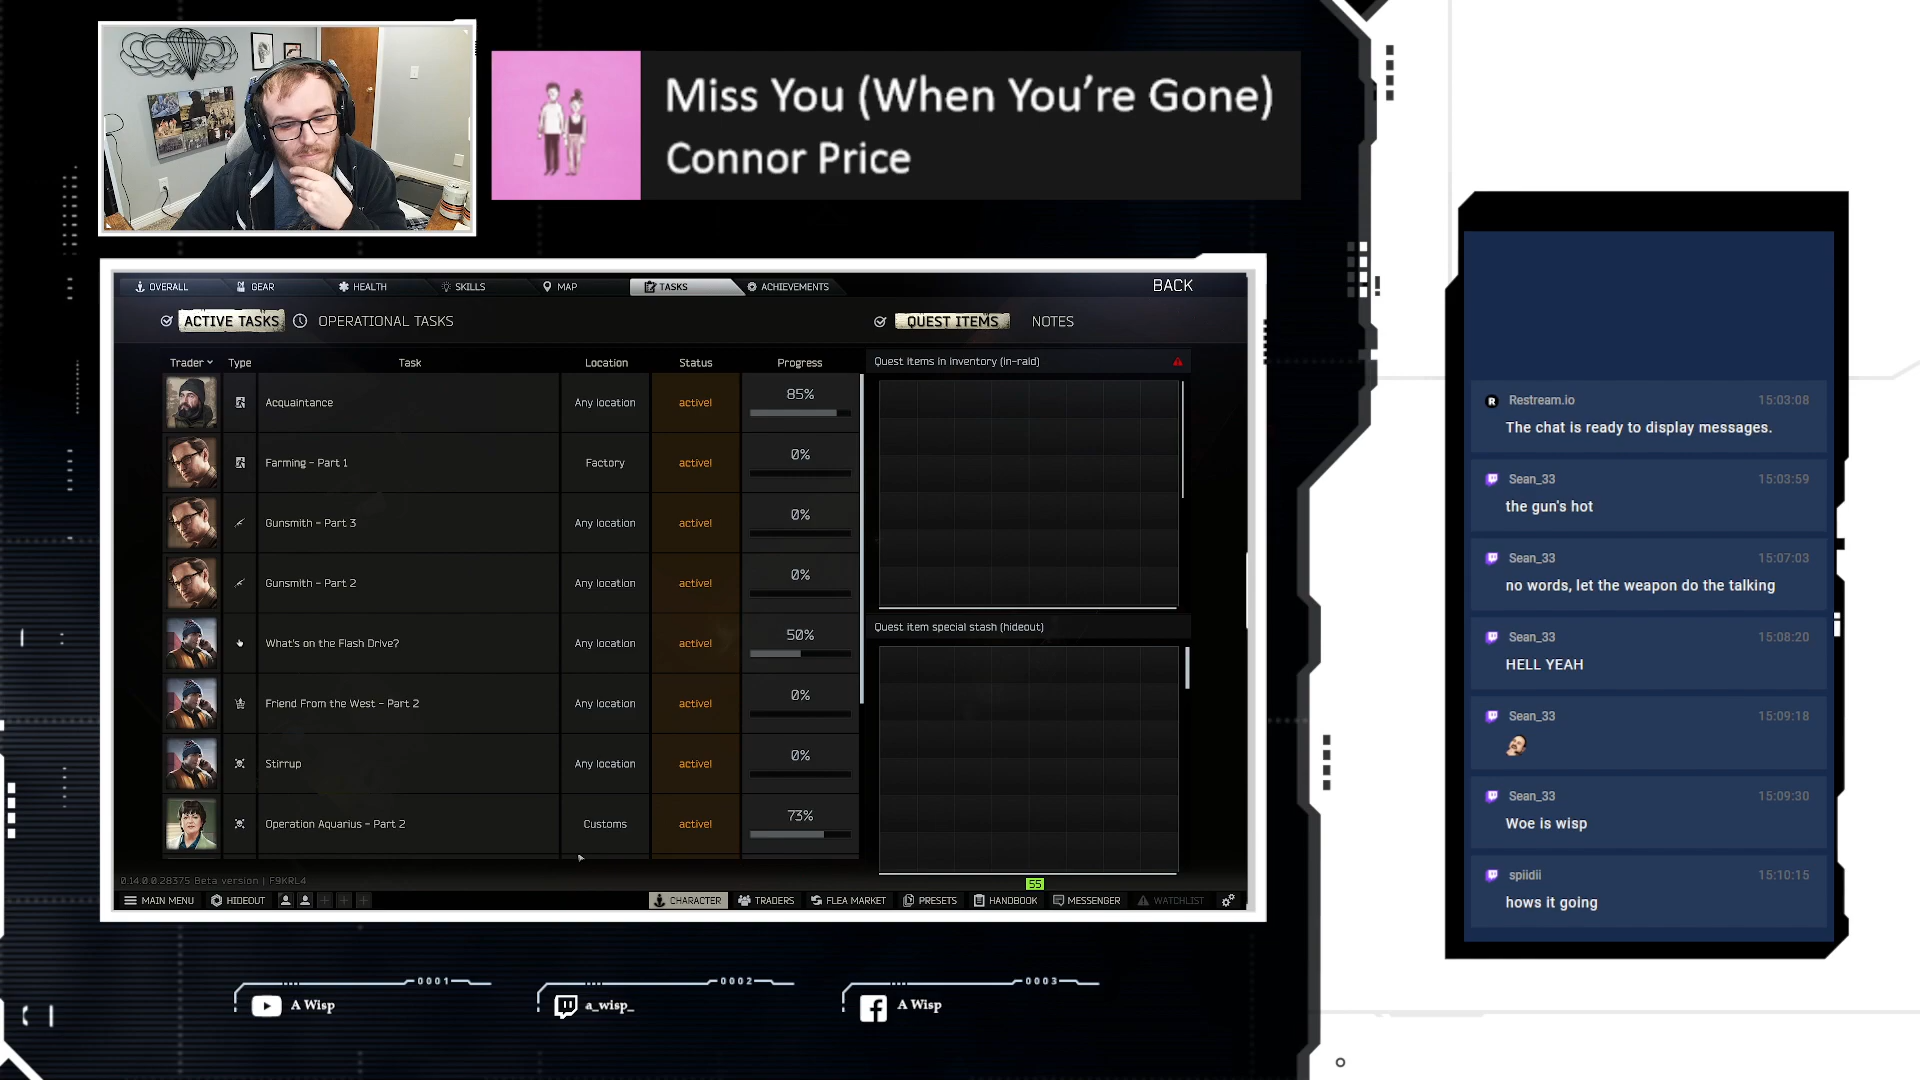 Miss You (When You're Gone)
Connor Price
OVERALL
GEAR
HEALTH
SKILLS
MAP
TASKS
ACHIEVEMENTS
BACK
ACTIVE TASKS
OPERATIONAL TASKS
QUEST ITEMS
NOTES
Trader Type Task Location Status Progress
Quest items in inventory (in-raid)
Acquaintance Any location active! 85%
Farming - Part 1 Factory active! 0%
Gunsmith - Part 3 Any location active! 0%
Gunsmith - Part 2 Any location active! 0%
Quest item special stash (hideout)
What's on the Flash Drive? Any location active! 50%
Friend From the West - Part 2 Any location active! 0%
Stirrup Any location active! 0%
Operation Aquarius - Part 2 Customs active! 73%
0.14.0.0.28375 Beta version | F9KRL4
55
MAIN MENU
HIDEOUT
CHARACTER
TRADERS
FLEA MARKET
PRESETS
HANDBOOK
MESSENGER
WATCHLIST
Restream.io 15:03:08
The chat is ready to display messages.
Sean_33 15:03:59
the gun's hot
Sean_33 15:07:03
no words, let the weapon do the talking
Sean_33 15:08:20
HELL YEAH
Sean_33 15:09:18
Sean_33 15:09:30
Woe is wisp
spiidii 15:10:15
hows it going
0001
A Wisp
0002
a_wisp_
0003
A Wisp